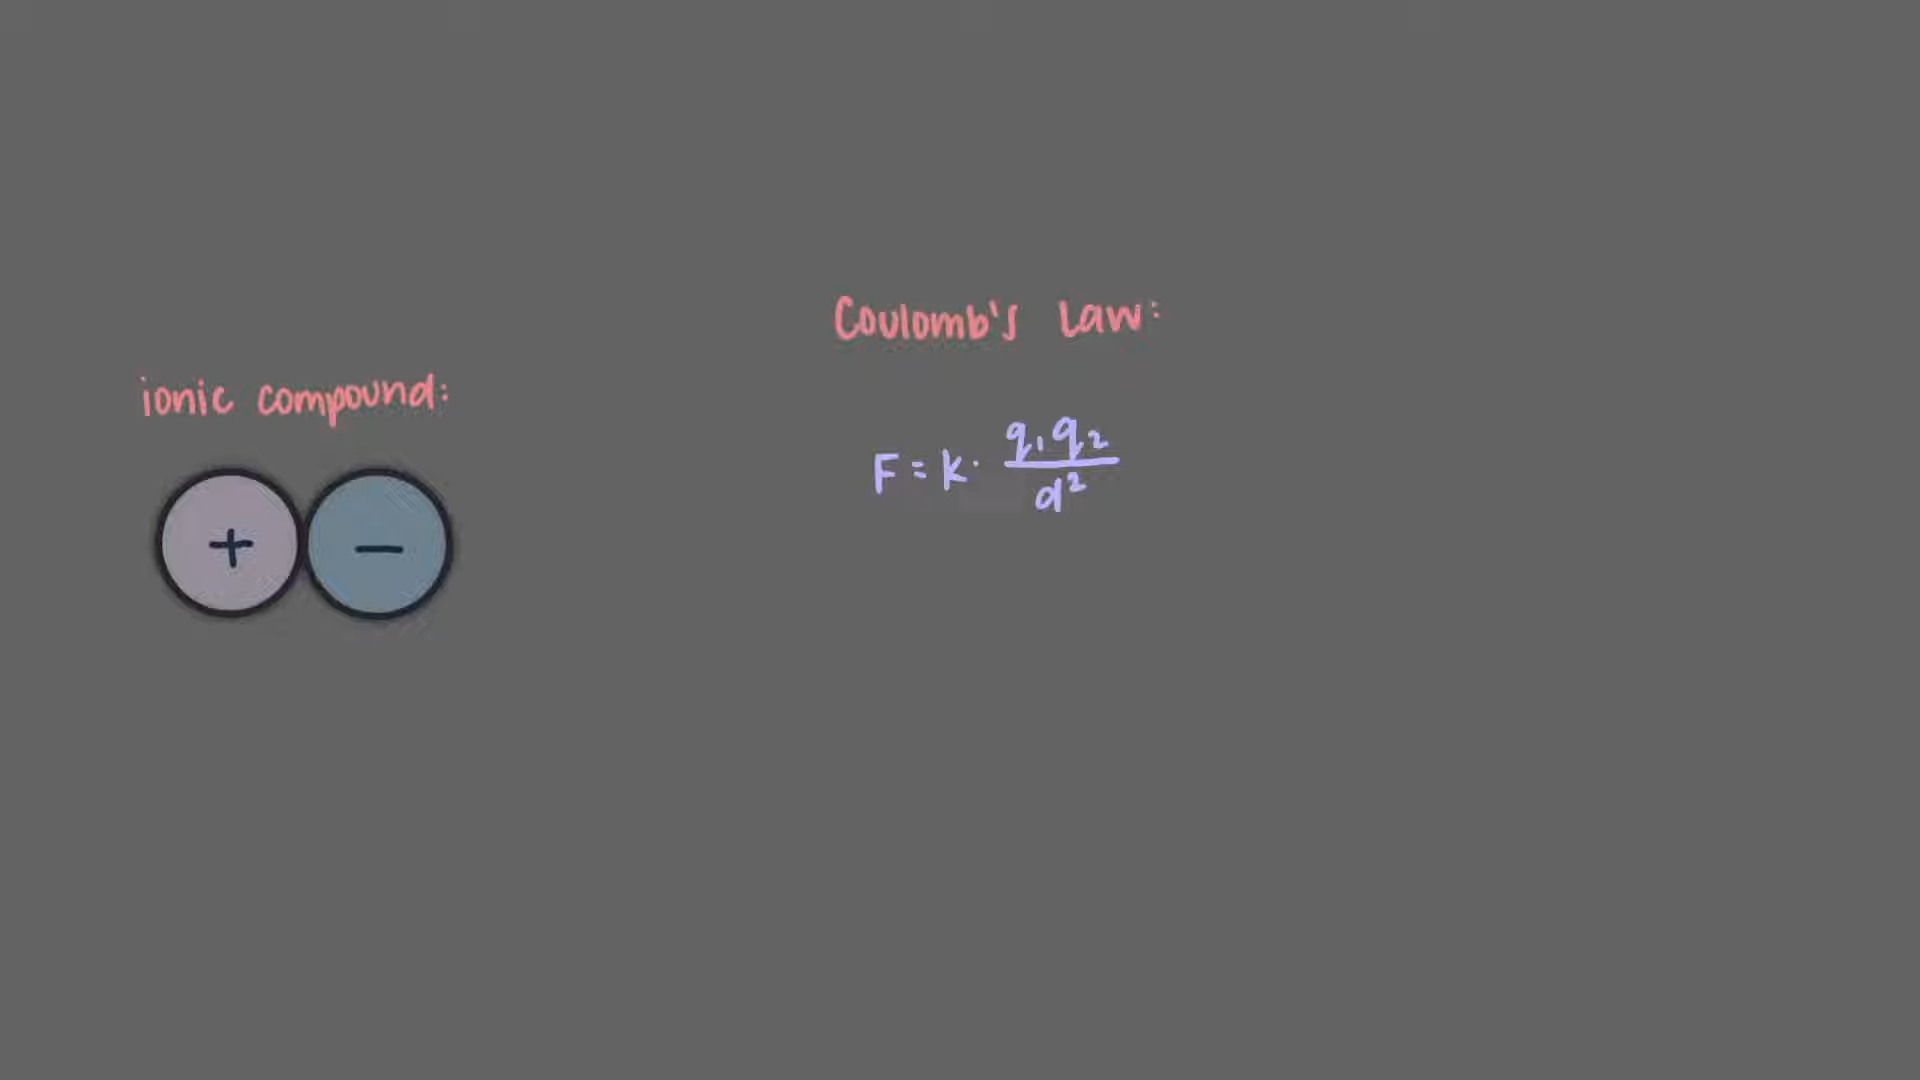 Coulomb's Law:
ionic compound:
F = k · q₁q₂ / d²
+ −